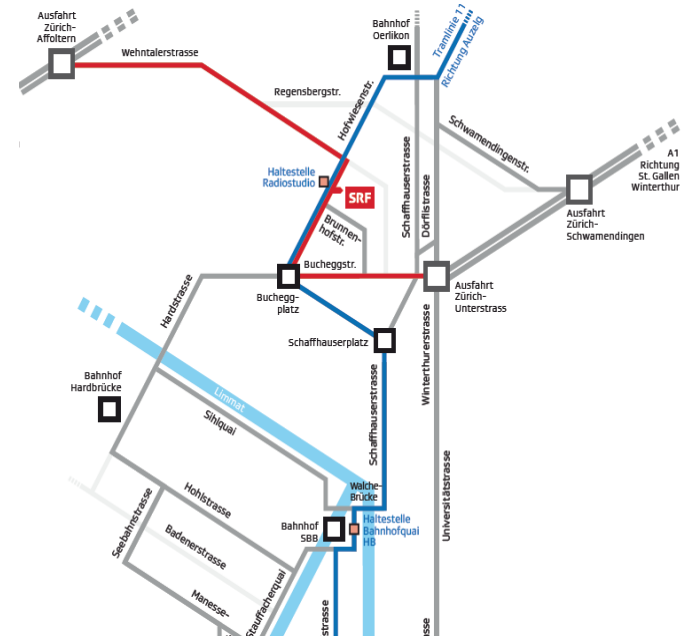 Ausfahrt
Zürich-
Affoltern
Wehntalerstrasse
Bahnhof
Oerlikon
Tramlinie 11
Richtung Auzelg
Regensbergstr.
Hofwiesenstr.
Schaffhauserstrasse
Dörflistrasse
Schwamendingenstr.
A1
Richtung
St. Gallen
Winterthur
Haltestelle
Radiostudio
SRF
Brunnen-
hofstr.
Ausfahrt
Zürich-
Schwamendingen
Bucheggstr.
Buchegg-
platz
Ausfahrt
Zürich-
Unterstrass
Hardstrasse
Schaffhauserplatz
Winterthurerstrasse
Bahnhof
Hardbrücke
Limmat
Sihlquai
Schaffhauserstrasse
Universitätstrasse
Walche-
Brücke
Hohlstrasse
Seebahnstrasse
Badenerstrasse
Manesse-
Bahnhof
SBB
Haltestelle
Bahnhofquai
HB
Stauffacherquai
strasse
sse